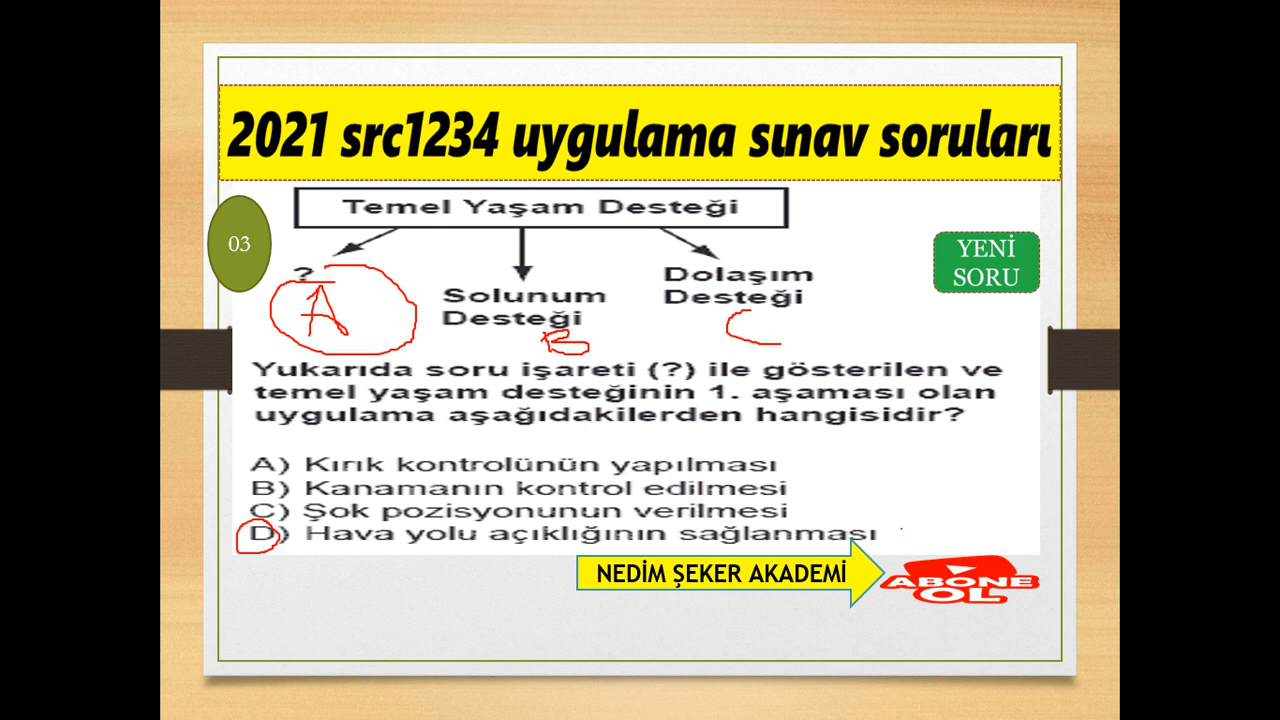 2021 src1234 uygulama sınav soruları
Temel Yaşam Desteği
03
YENİ
SORU
?
Dolaşım
Desteği
A
Solunum
Desteği
B
C
Yukarıda soru işareti (?) ile gösterilen ve
temel yaşam desteğinin 1. aşaması olan
uygulama aşağıdakilerden hangisidir?
A) Kırık kontrolünün yapılması
B) Kanamanın kontrol edilmesi
C) Şok pozisyonunun verilmesi
D) Hava yolu açıklığının sağlanması
NEDİM ŞEKER AKADEMİ
ABONE
OL